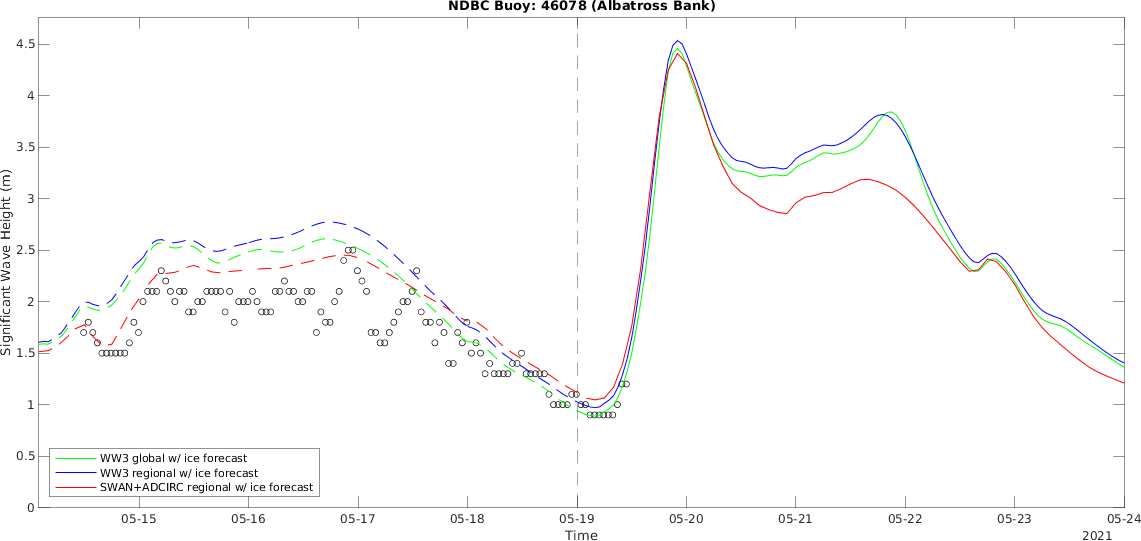 NDBC Buoy: 46078 (Albatross Bank)
Significant Wave Height (m)
4.5
4
3.5
3
2.5
2
1.5
1
0.5
0
WW3 global w/ ice forecast
WW3 regional w/ ice forecast
SWAN+ADCIRC regional w/ ice forecast
05-15 05-16 05-17 05-18 05-19 05-20 05-21 05-22 05-23 05-24
Time
2021